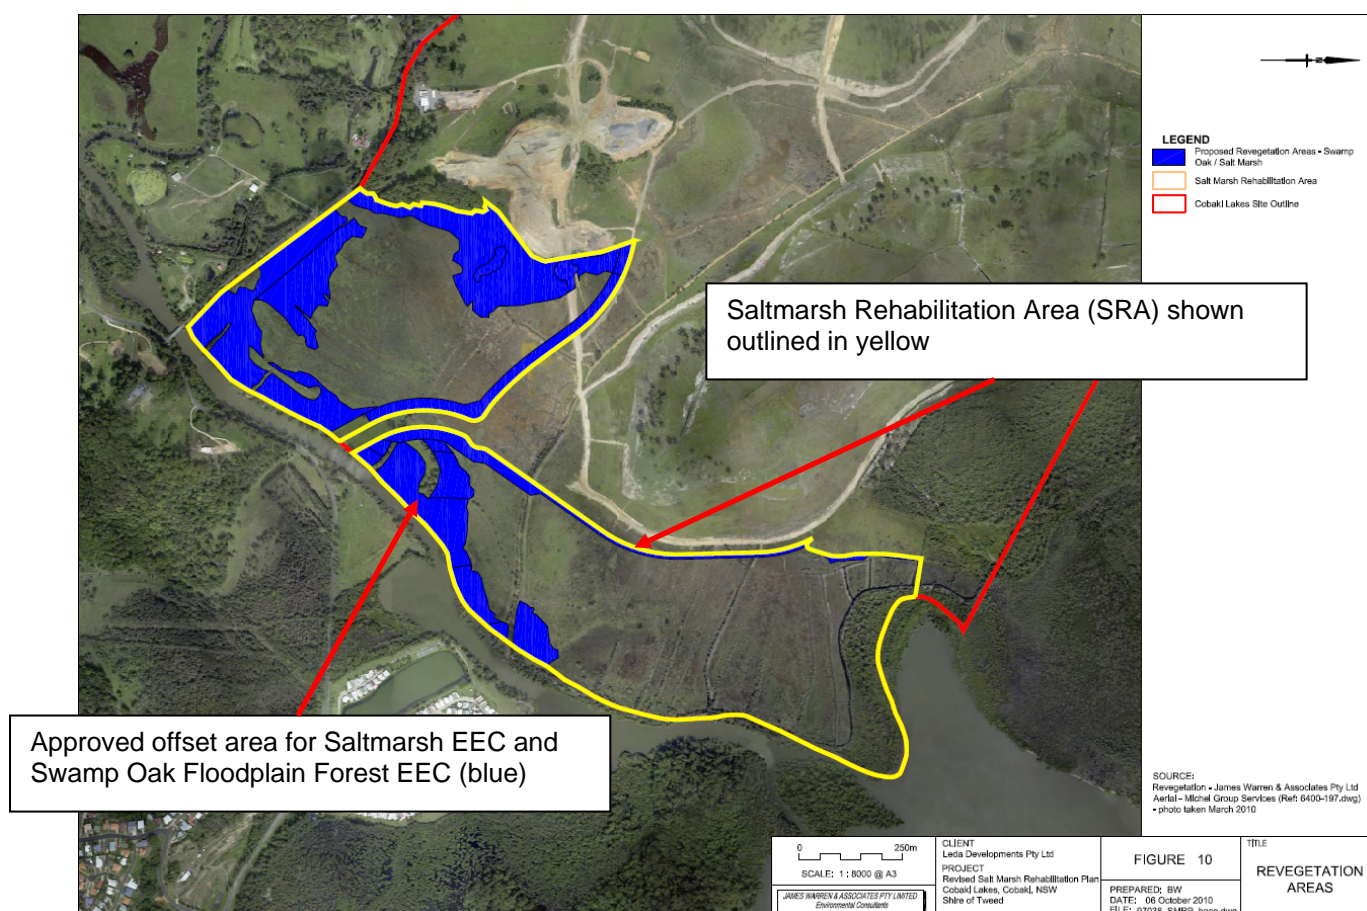 LEGEND
Proposed Revegetation Areas - Swamp
Oak / Salt Marsh
Salt Marsh Rehabilitation Area
Cobaki Lakes Site Outline
Saltmarsh Rehabilitation Area (SRA) shown
outlined in yellow
Approved offset area for Saltmarsh EEC and
Swamp Oak Floodplain Forest EEC (blue)
SOURCE:
Revegetation - James Warren & Associates Pty Ltd
Aerial - Michel Group Services (Ref: 6400-197.dwg)
- photo taken March 2010
0 250m
SCALE: 1 : 8000 @ A3
JAMES WARREN & ASSOCIATES PTY LIMITED
Environmental Consultants
CLIENT
Leda Developments Pty Ltd
PROJECT
Revised Salt Marsh Rehabilitation Plan
Cobaki Lakes, Cobaki, NSW
Shire of Tweed
FIGURE 10
PREPARED: BW
DATE: 06 October 2010
TITLE
REVEGETATION
AREAS